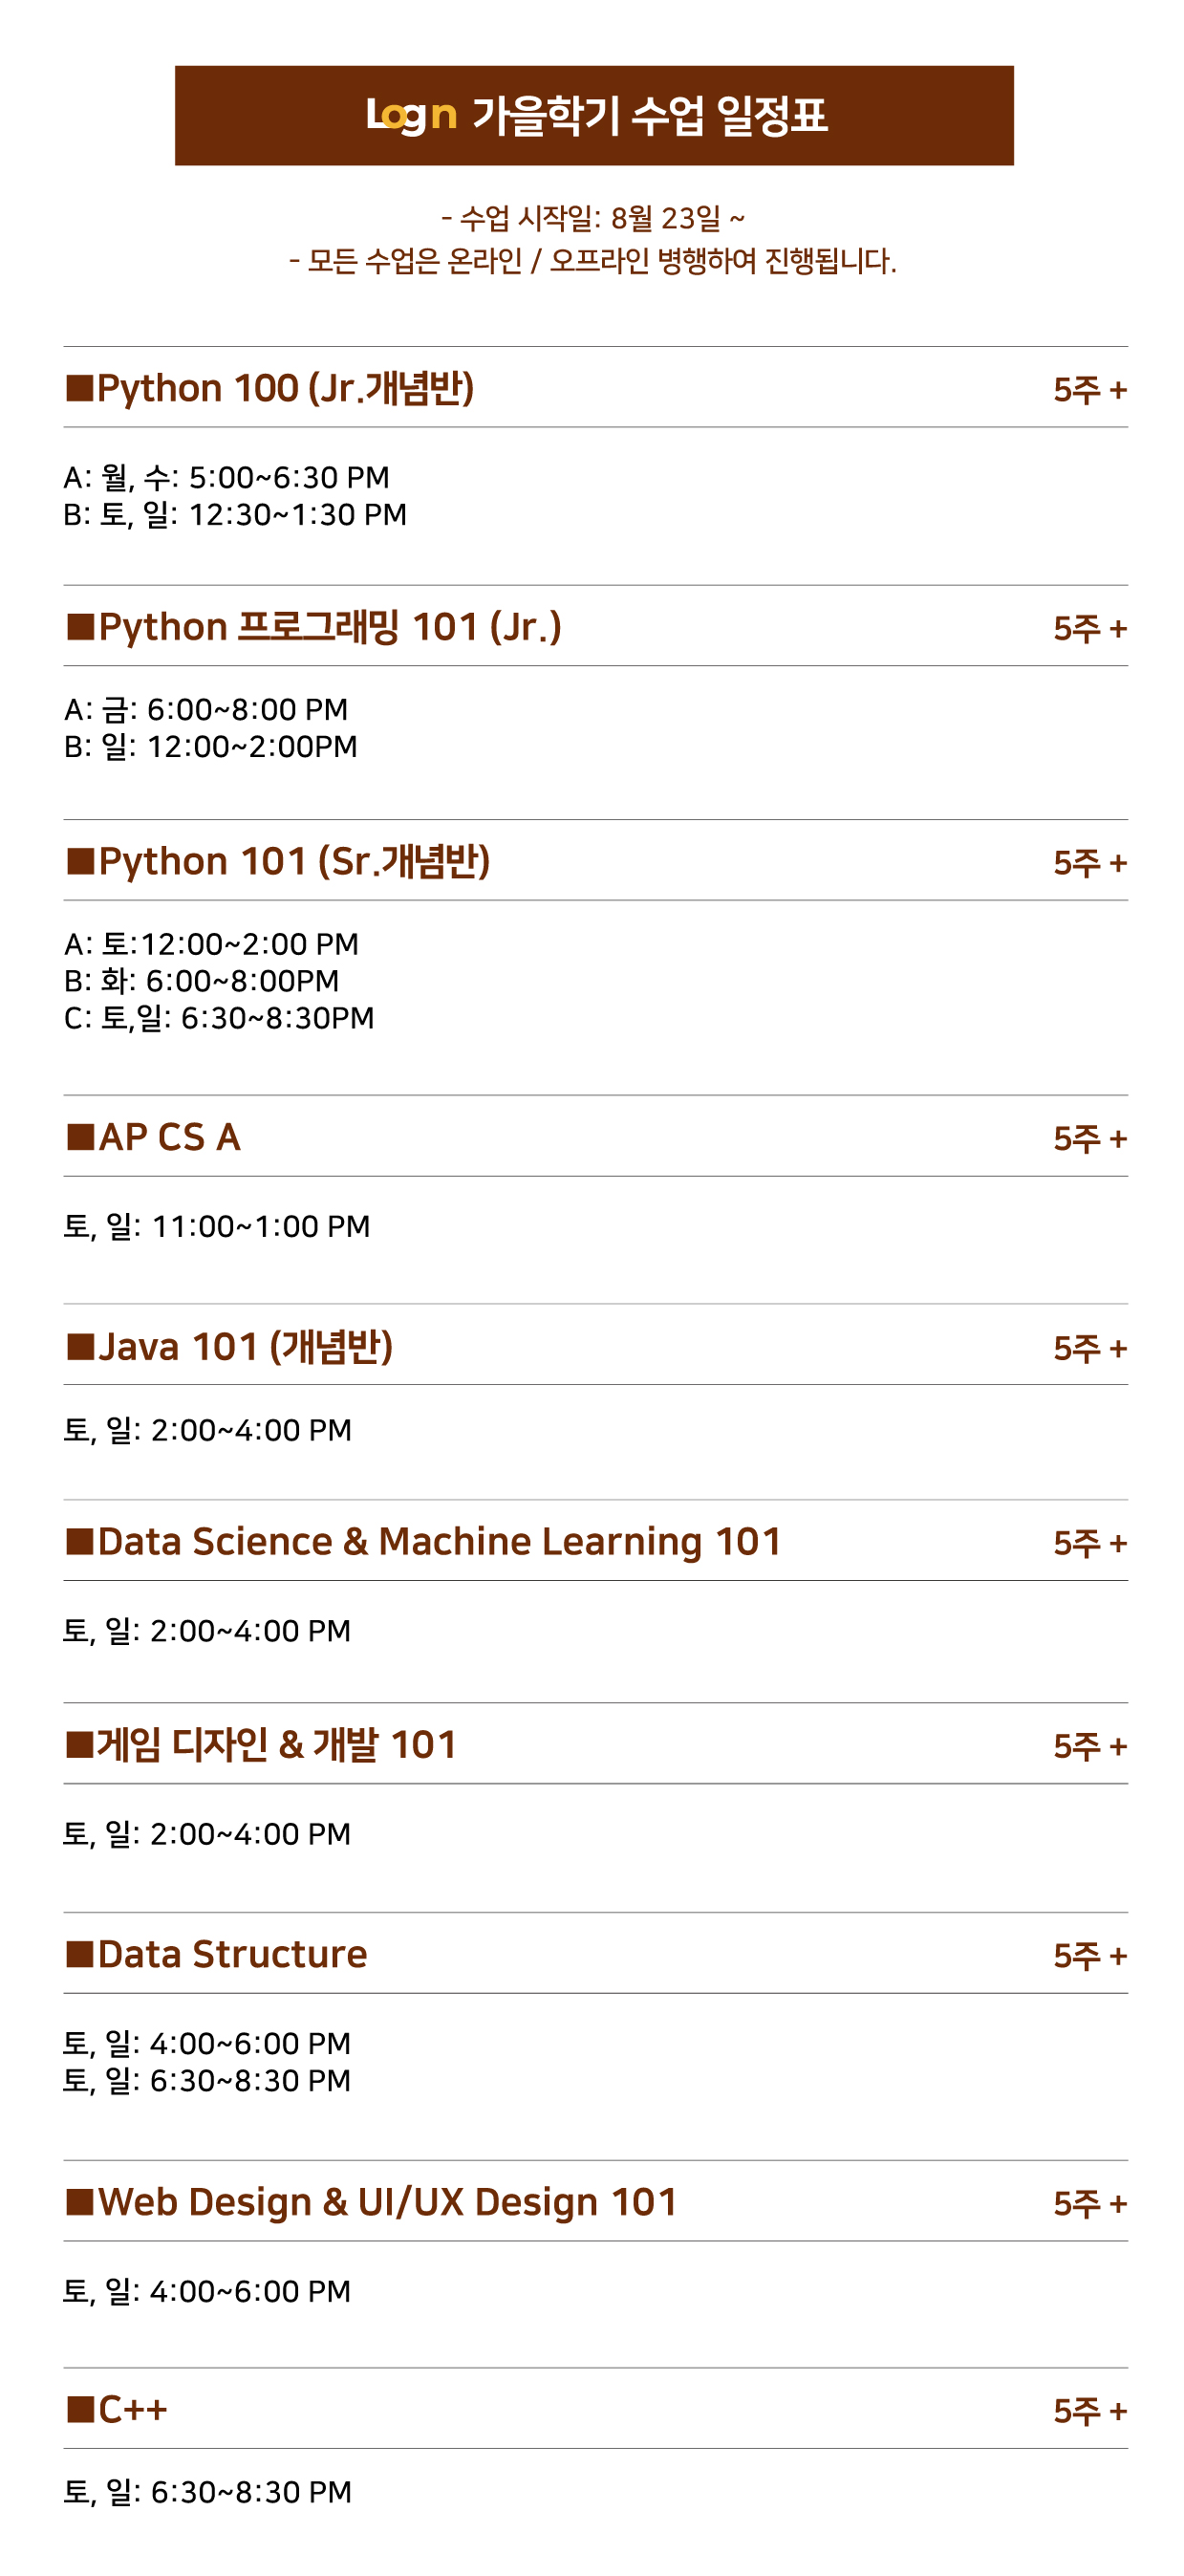 Logn 가을학기 수업 일정표
- 수업 시작일: 8월 23일 ~
- 모든 수업은 온라인 / 오프라인 병행하여 진행됩니다.
■Python 100 (Jr.개념반) 5주 +
A: 월, 수: 5:00~6:30 PM
B: 토, 일: 12:30~1:30 PM
■Python 프로그래밍 101 (Jr.) 5주 +
A: 금: 6:00~8:00 PM
B: 일: 12:00~2:00PM
■Python 101 (Sr.개념반) 5주 +
A: 토:12:00~2:00 PM
B: 화: 6:00~8:00PM
C: 토,일: 6:30~8:30PM
■AP CS A 5주 +
토, 일: 11:00~1:00 PM
■Java 101 (개념반) 5주 +
토, 일: 2:00~4:00 PM
■Data Science & Machine Learning 101 5주 +
토, 일: 2:00~4:00 PM
■게임 디자인 & 개발 101 5주 +
토, 일: 2:00~4:00 PM
■Data Structure 5주 +
토, 일: 4:00~6:00 PM
토, 일: 6:30~8:30 PM
■Web Design & UI/UX Design 101 5주 +
토, 일: 4:00~6:00 PM
■C++ 5주 +
토, 일: 6:30~8:30 PM